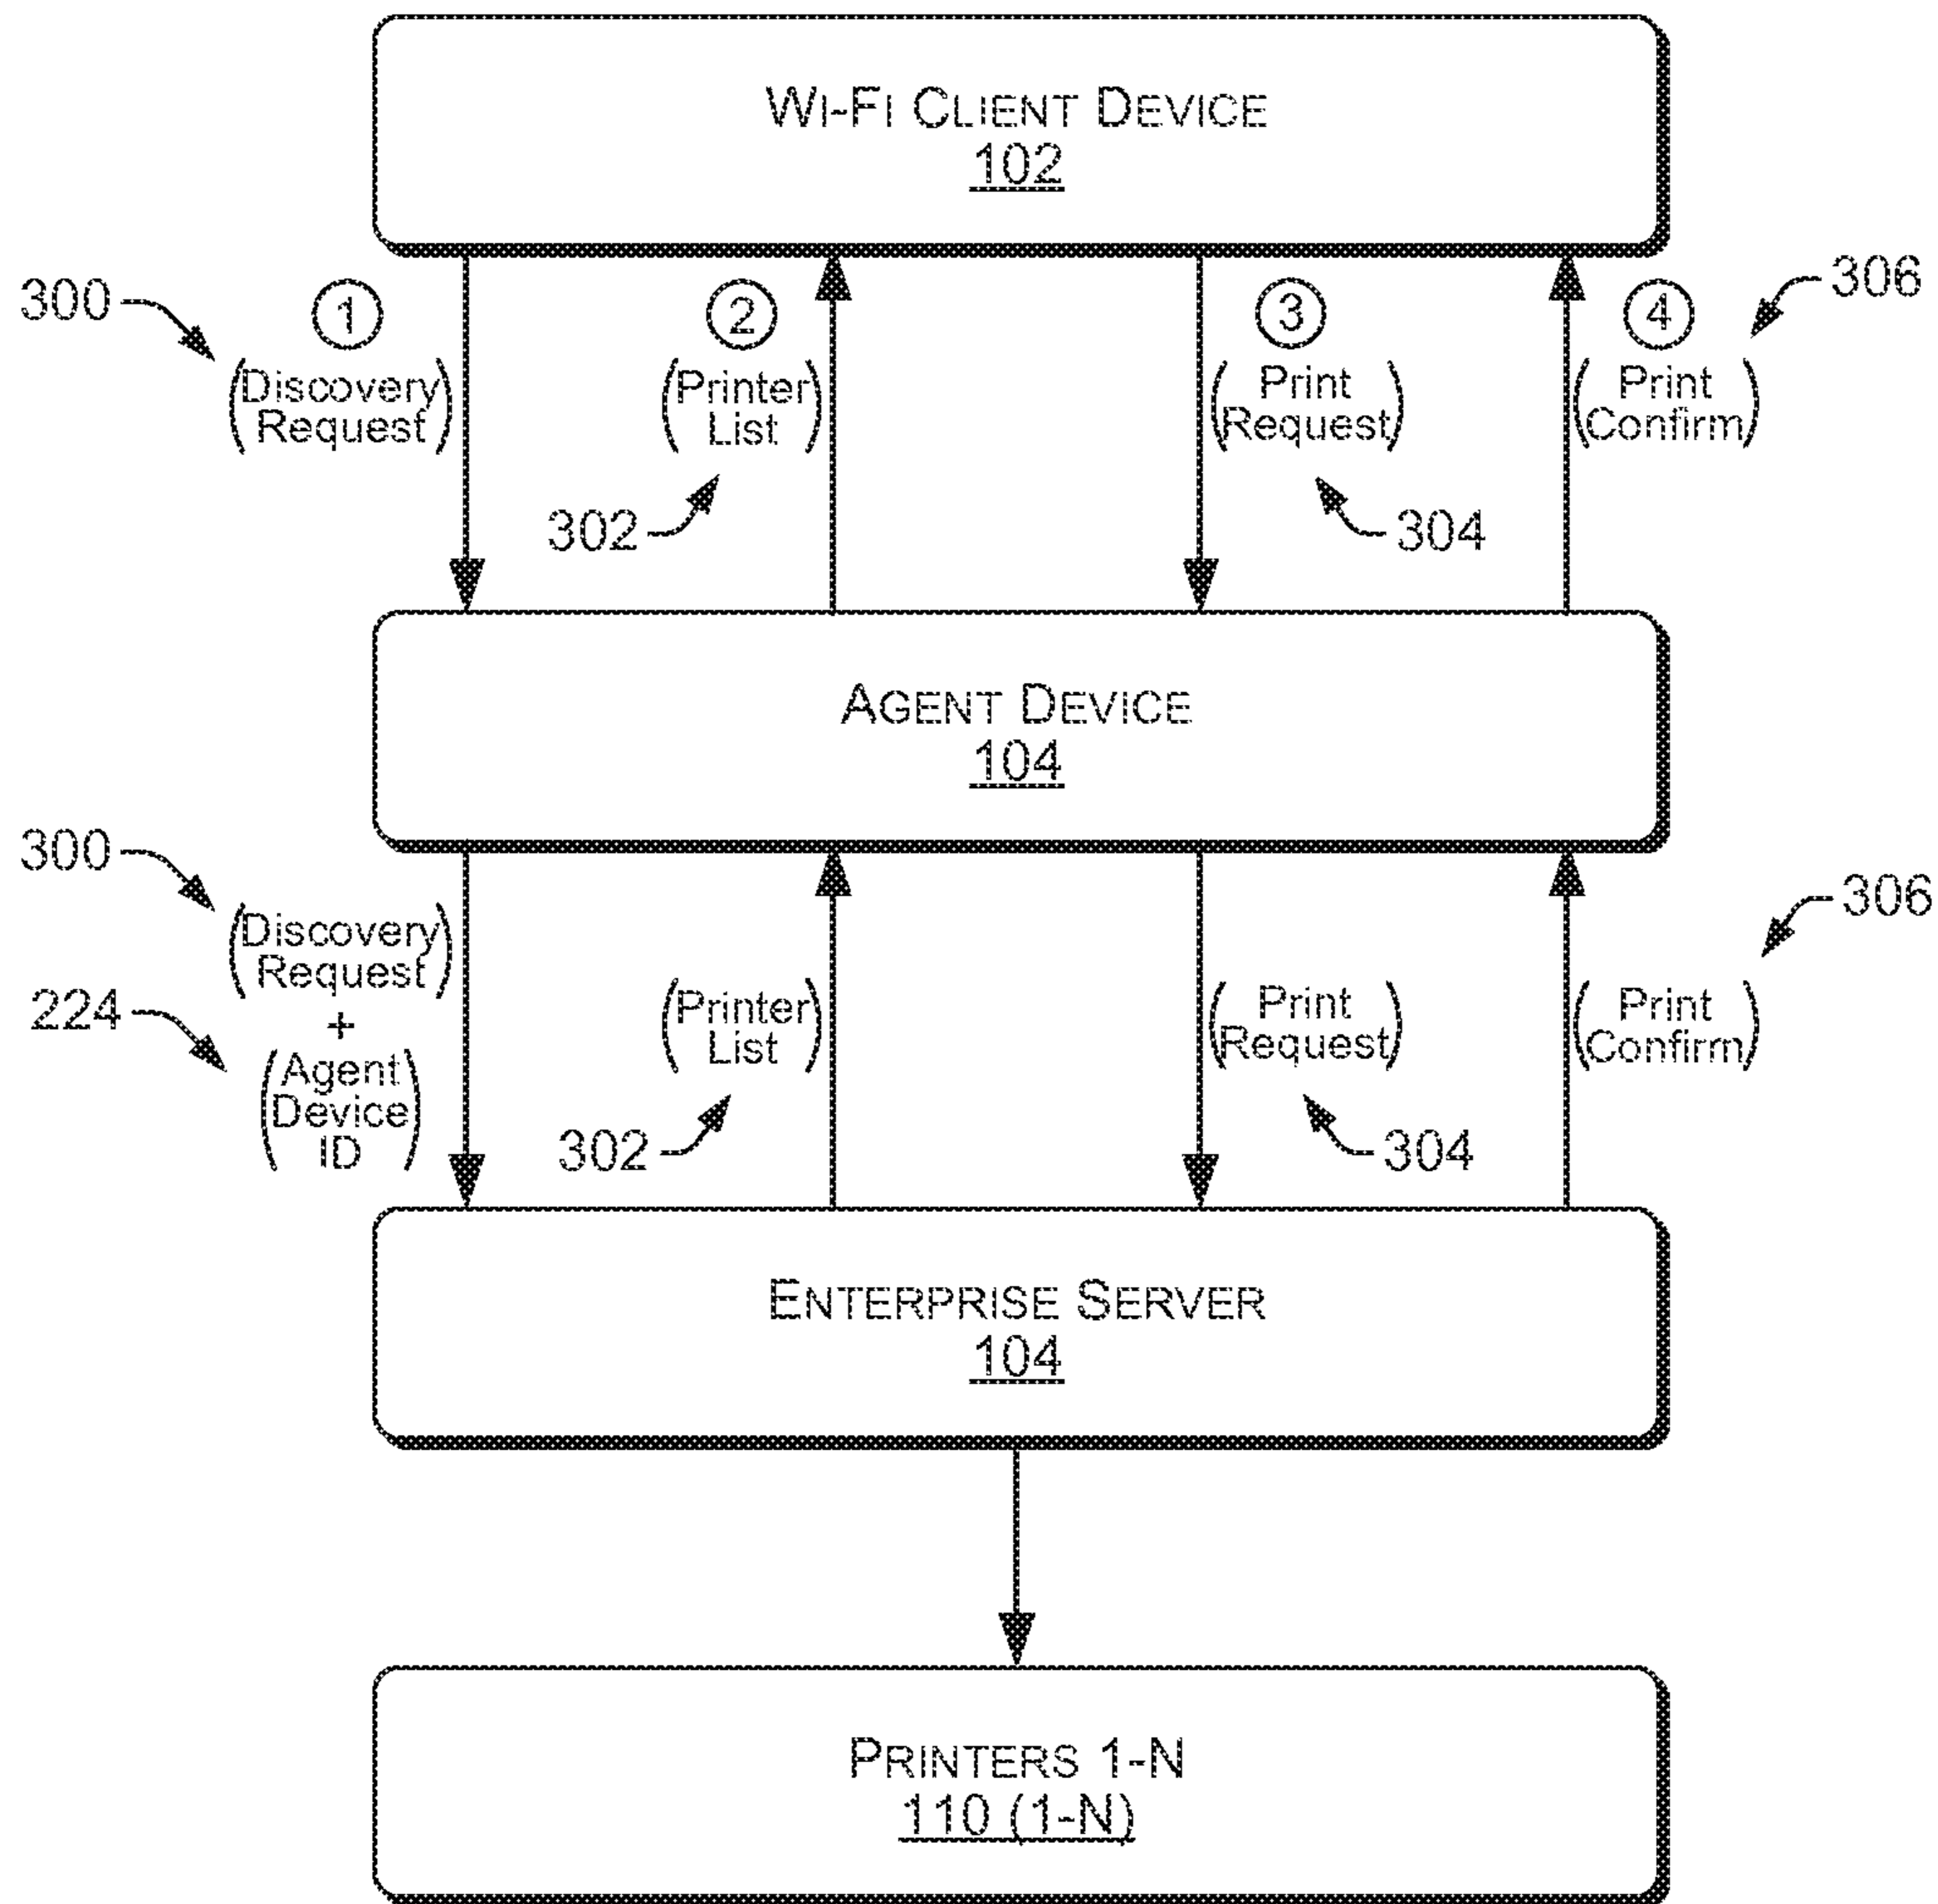 WI-FI CLIENT DEVICE
102
300
1
2
3
4
306
(Discovery
Request)
(Printer
List)
(Print
Request)
(Print
Confirm)
302
304
AGENT DEVICE
104
300
306
(Discovery
Request)
+
224
(Agent
Device
ID)
(Printer
List)
(Print
Request)
(Print
Confirm)
302
304
ENTERPRISE SERVER
104
PRINTERS 1-N
110 (1-N)